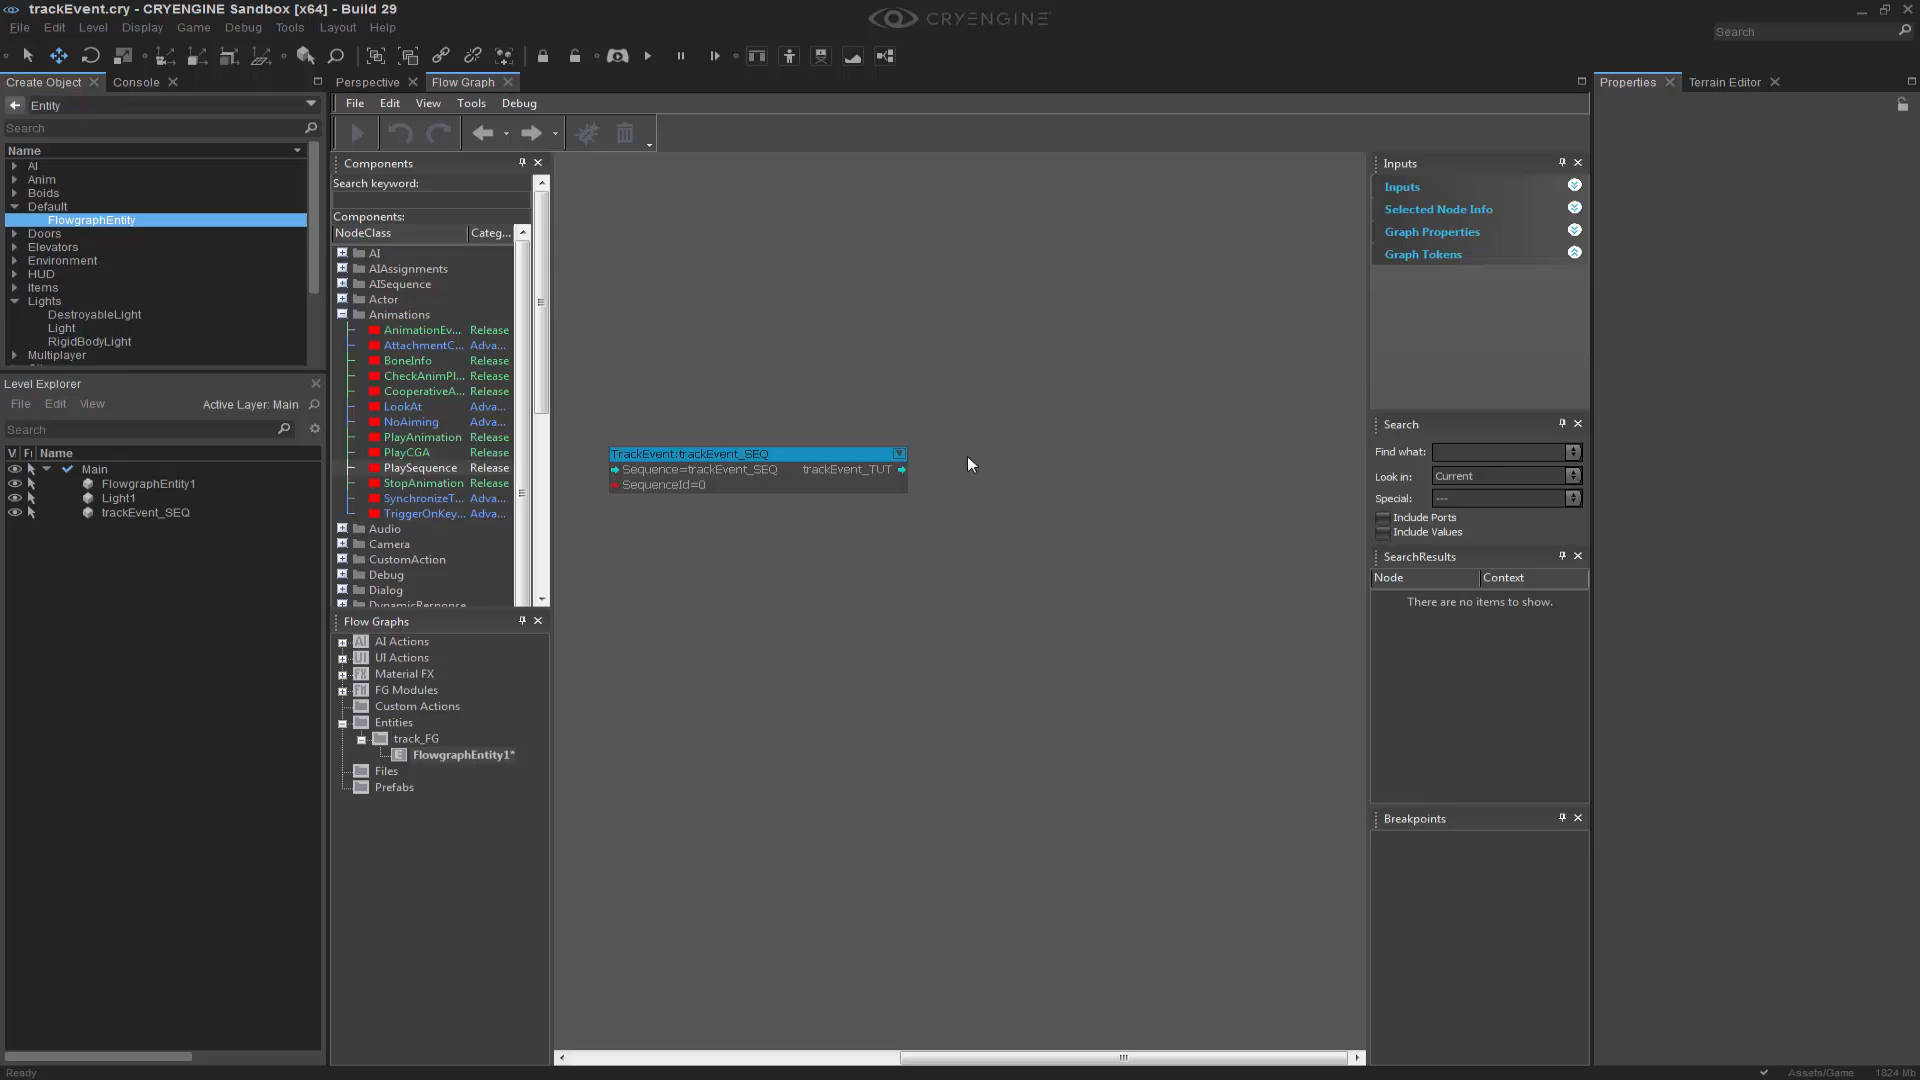 trackEvent.cry - CRYENGINE Sandbox [x64] - Build 29
CRYENGINE
File Edit Level Display Game Debug Tools Layout Help
Search
Create Object
Console
Perspective
Flow Graph
Properties
Terrain Editor
Entity
Search
Name
AI
Anim
Boids
Default
FlowgraphEntity
Doors
Elevators
Environment
HUD
Items
Lights
DestroyableLight
Light
RigidBodyLight
Multiplayer
Level Explorer
File Edit View Active Layer: Main
Search
V Name
Main
FlowgraphEntity1
Light1
trackEvent_SEQ
File Edit View Tools Debug
Components
Search keyword:
Components:
NodeClass Categ...
AI
AIAssignments
AISequence
Actor
Animations
AnimationEv... Release
AttachmentC... Adva...
BoneInfo Release
CheckAnimPl... Release
CooperativeA... Release
LookAt Adva...
NoAiming Adva...
PlayAnimation Release
PlayCGA Release
PlaySequence Release
StopAnimation Release
SynchronizeT... Adva...
TriggerOnKey... Adva...
Audio
Camera
CustomAction
Debug
Dialog
DynamicResponse
Flow Graphs
AI Actions
UI Actions
Material FX
FG Modules
Custom Actions
Entities
track_FG
FlowgraphEntity1*
Files
Prefabs
TrackEvent:trackEvent_SEQ
Sequence=trackEvent_SEQ trackEvent_TUT
SequenceId=0
Inputs
Inputs
Selected Node Info
Graph Properties
Graph Tokens
Search
Find what:
Look in: Current
Special: ---
Include Ports
Include Values
SearchResults
Node Context
There are no items to show.
Breakpoints
Ready
Assets/Game 1824 Mb